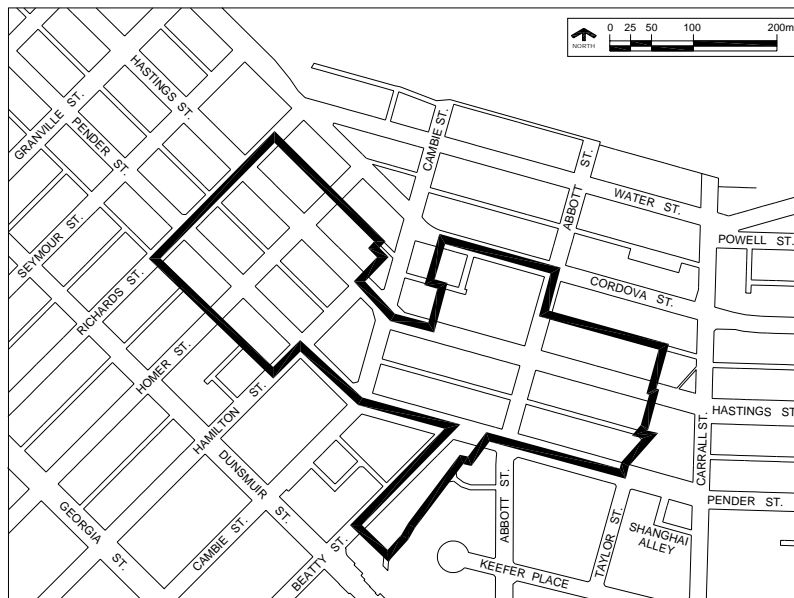 0 25 50 100 200m
NORTH
HASTINGS ST.
GRANVILLE ST.
PENDER ST.
CAMBIE ST.
ABBOTT ST.
WATER ST.
SEYMOUR ST.
POWELL ST.
RICHARDS ST.
CORDOVA ST.
HOMER ST.
HAMILTON ST.
HASTINGS ST
CARRALL ST.
DUNSMUIR ST.
GEORGIA ST.
CAMBIE ST.
BEATTY ST.
ABBOTT ST.
TAYLOR ST.
PENDER ST.
SHANGHAI
ALLEY
KEEFER PLACE